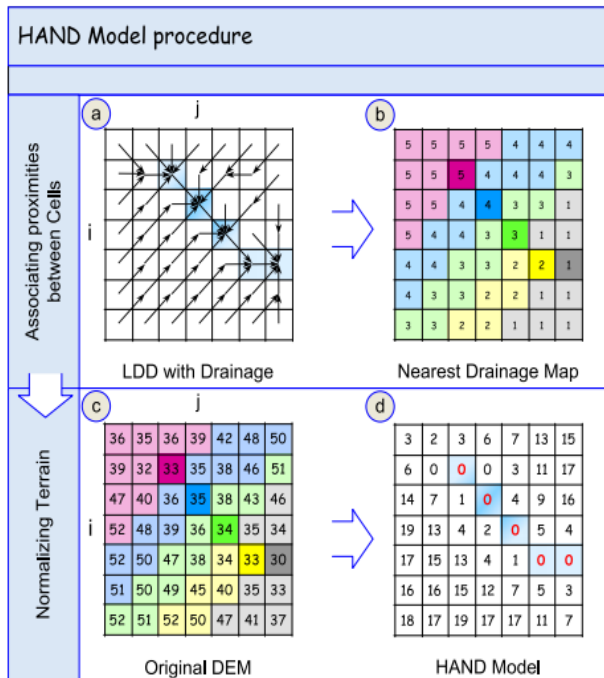 HAND Model procedure
Associating proximities
between Cells
a
j
i
LDD with Drainage
b
5 5 5 5 4 4 4
5 5 5 4 4 4 3
5 5 4 4 3 3 1
5 4 4 3 3 1 1
4 4 3 3 2 2 1
4 3 3 2 2 1 1
3 3 2 2 1 1 1
Nearest Drainage Map
Normalizing Terrain
c
j
i
36 35 36 39 42 48 50
39 32 33 35 38 46 51
47 40 36 35 38 43 46
52 48 39 36 34 35 34
52 50 47 38 34 33 30
51 50 49 45 40 35 33
52 51 52 50 47 41 37
Original DEM
d
3 2 3 6 7 13 15
6 0 0 0 3 11 17
14 7 1 0 4 9 16
19 13 4 2 0 5 4
17 15 13 4 1 0 0
16 16 15 12 7 5 3
18 17 19 17 17 11 7
HAND Model